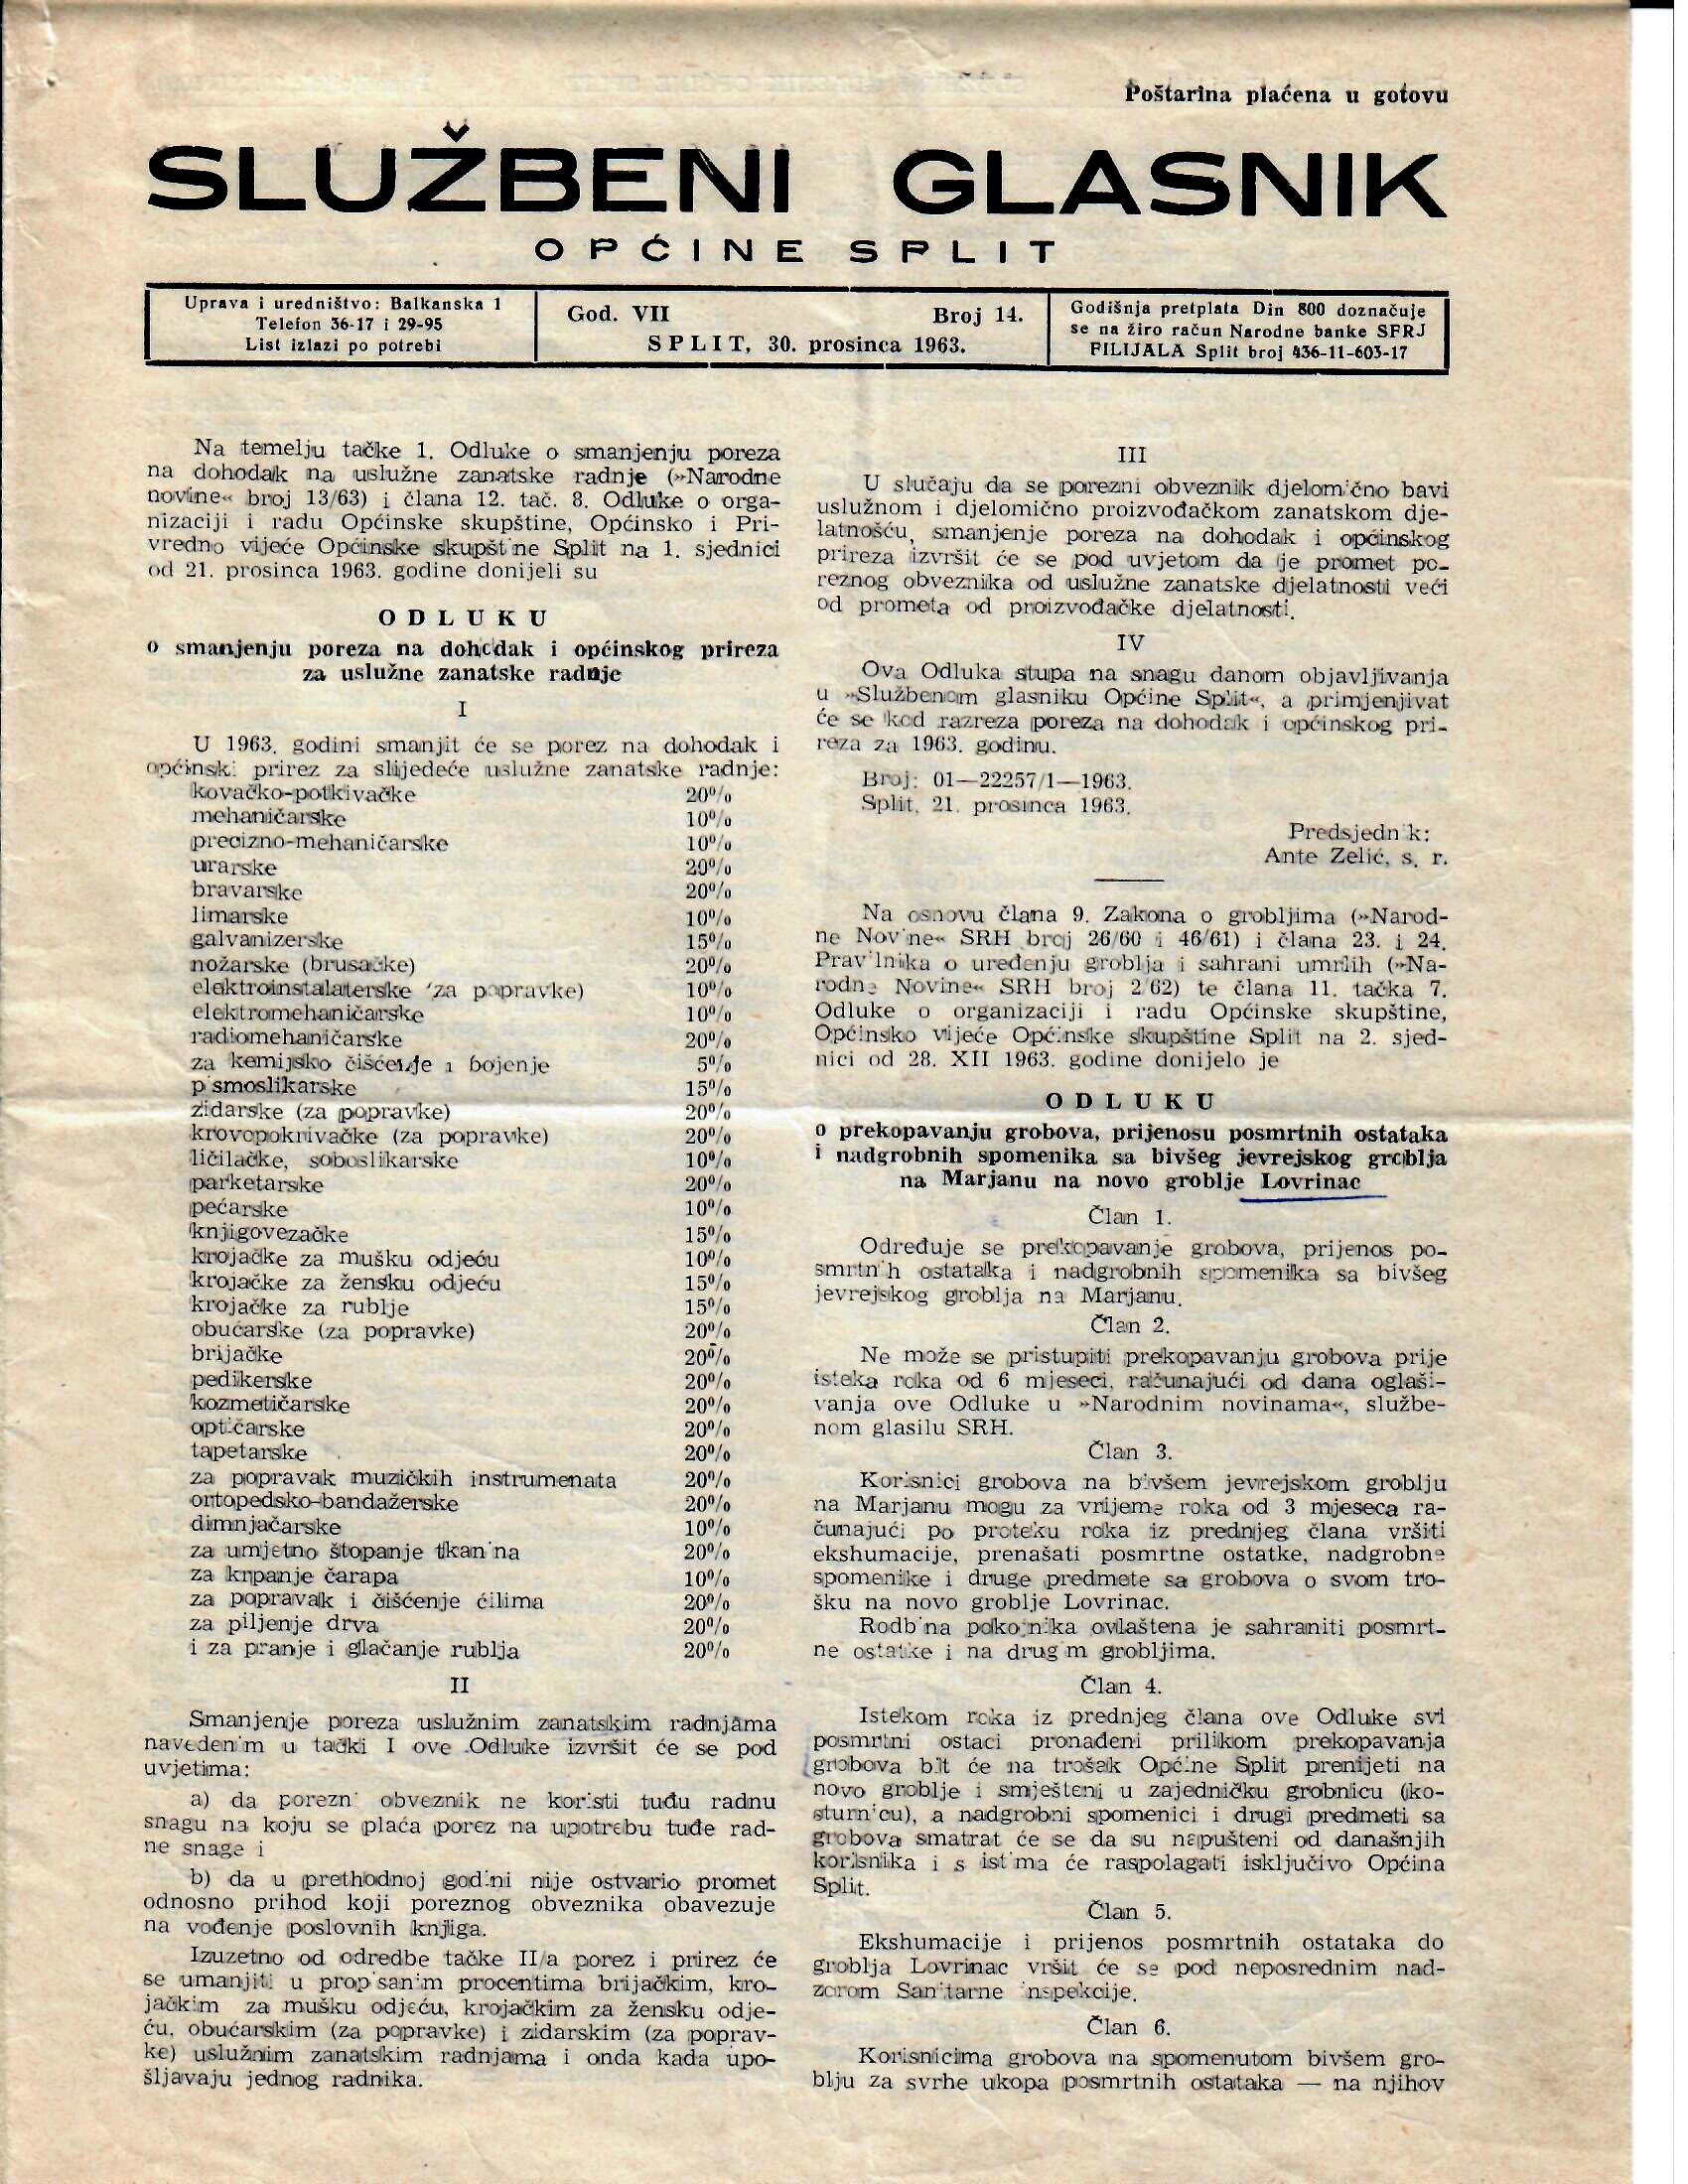 Poštarina plaćena u gotovu
SLUŽBENI GLASNIK
OPĆINE SPLIT
Uprava i uredništvo: Balkanska 1
Telefon 36-17 i 29-95
List izlazi po potrebi
God. VII Broj 14.
SPLIT, 30. prosinca 1963.
Godišnja pretplata Din 800 doznačuje
se na žiro račun Narodne banke SFRJ
FILIJALA Split broj 436-11-603-17
Na temelju tačke 1. Odluke o smanjenju poreza
na dohodak na uslužne zanatske radnje (»Narodne
novine« broj 13/63) i člana 12. tač. 8. Odluke o orga-
nizaciji i radu Općinske skupštine, Općinsko i Pri-
vredno vijeće Općinske skupštine Split na 1. sjednici
od 21. prosinca 1963. godine donijeli su
ODLUKU
o smanjenju poreza na dohodak i općinskog prireza
za uslužne zanatske radnje
I
U 1963. godini smanjit će se porez na dohodak i
općinski prirez za slijedeće uslužne zanatske radnje:
kovačko-potkivačke 20%
mehaničarske 10%
precizno-mehaničarske 10%
urarske 20%
bravarske 20%
limarske 10%
galvanizerske 15%
nožarske (brusačke) 20%
elektroinstalaterske (za popravke) 10%
elektromehaničarske 10%
radiomehaničarske 20%
za kemijsko čišćenje i bojenje 5%
pismoslikarske 15%
zidarske (za popravke) 20%
krovopokrivačke (za popravke) 20%
ličilačke, soboslikarske 10%
parketarske 20%
pećarske 10%
knjigovezačke 15%
krojačke za mušku odjeću 10%
krojačke za žensku odjeću 15%
krojačke za rublje 15%
obućarske (za popravke) 20%
brijačke 20%
pedikerske 20%
kozmetičarske 20%
optičarske 20%
tapetarske 20%
za popravak muzičkih instrumenata 20%
ortopedsko-bandažerske 20%
dimnjačarske 10%
za umjetno štopanje tkanina 20%
za krpanje čarapa 10%
za popravak i čišćenje ćilima 20%
za piljenje drva 20%
i za pranje i glačanje rublja 20%
II
Smanjenje poreza uslužnim zanatskim radnjama
navedenim u tački I ove Odluke izvršit će se pod
uvjetima:
a) da porezni obveznik ne koristi tuđu radnu
snagu na koju se plaća porez na upotrebu tuđe rad-
ne snage i
b) da u prethodnoj godini nije ostvario promet
odnosno prihod koji poreznog obveznika obavezuje
na vođenje poslovnih knjiga.
Izuzetno od odredbe tačke II/a porez i prirez će
se umanjiti u propisanim procentima brijačkim, kro-
jačkim za mušku odjeću, krojačkim za žensku odje-
ću, obućarskim (za popravke) i zidarskim (za poprav-
ke) uslužnim zanatskim radnjama i onda kada upo-
šljavaju jednog radnika.
III
U slučaju da se porezni obveznik djelomično bavi
uslužnom i djelomično proizvođačkom zanatskom dje-
latnošću, smanjenje poreza na dohodak i općinskog
prireza izvršit će se pod uvjetom da je promet po-
reznog obveznika od uslužne zanatske djelatnosti veći
od prometa od proizvođačke djelatnosti.
IV
Ova Odluka stupa na snagu danom objavljivanja
u »Službenom glasniku Općine Split«, a primjenjivat
će se kod razreza poreza na dohodak i općinskog pri-
reza za 1963. godinu.
Broj: 01—22257/1—1963.
Split, 21. prosinca 1963.
Predsjednik:
Ante Zelić, s. r.
Na osnovu člana 9. Zakona o grobljima (»Narod-
ne Novine« SRH broj 26/60 i 46/61) i člana 23. i 24.
Pravilnika o uređenju groblja i sahrani umrlih (»Na-
rodne Novine« SRH broj 2/62) te člana 11. tačka 7.
Odluke o organizaciji i radu Općinske skupštine,
Općinsko vijeće Općinske skupštine Split na 2. sjed-
nici od 28. XII 1963. godine donijelo je
ODLUKU
o prekopavanju grobova, prijenosu posmrtnih ostataka
i nadgrobnih spomenika sa bivšeg jevrejskog groblja
na Marjanu na novo groblje Lovrinac
Član 1.
Određuje se prekopavanje grobova, prijenos po-
smrtnih ostataka i nadgrobnih spomenika sa bivšeg
jevrejskog groblja na Marjanu.
Član 2.
Ne može se pristupiti prekopavanju grobova prije
isteka roka od 6 mjeseci, računajući od dana oglaši-
vanja ove Odluke u »Narodnim novinama«, službe-
nom glasilu SRH.
Član 3.
Korisnici grobova na bivšem jevrejskom groblju
na Marjanu mogu za vrijeme roka od 3 mjeseca ra-
čunajući po proteku roka iz prednjeg člana vršiti
ekshumacije, prenašati posmrtne ostatke, nadgrobne
spomenike i druge predmete sa grobova o svom tro-
šku na novo groblje Lovrinac.
Rodbina pokojnika ovlaštena je sahraniti posmrt-
ne ostatke i na drugim grobljima.
Član 4.
Istekom roka iz prednjeg člana ove Odluke svi
posmrtni ostaci pronađeni prilikom prekopavanja
grobova bit će na trošak Općine Split prenijeti na
novo groblje i smješteni u zajedničku grobnicu (ko-
sturnicu), a nadgrobni spomenici i drugi predmeti sa
grobova smatrat će se da su napušteni od današnjih
korisnika i s istima će raspolagati isključivo Općina
Split.
Član 5.
Ekshumacije i prijenos posmrtnih ostataka do
groblja Lovrinac vršit će se pod neposrednim nad-
zorom Sanitarne inspekcije.
Član 6.
Korisnicima grobova na spomenutom bivšem gro-
blju za svrhe ukopa posmrtnih ostataka — na njihov